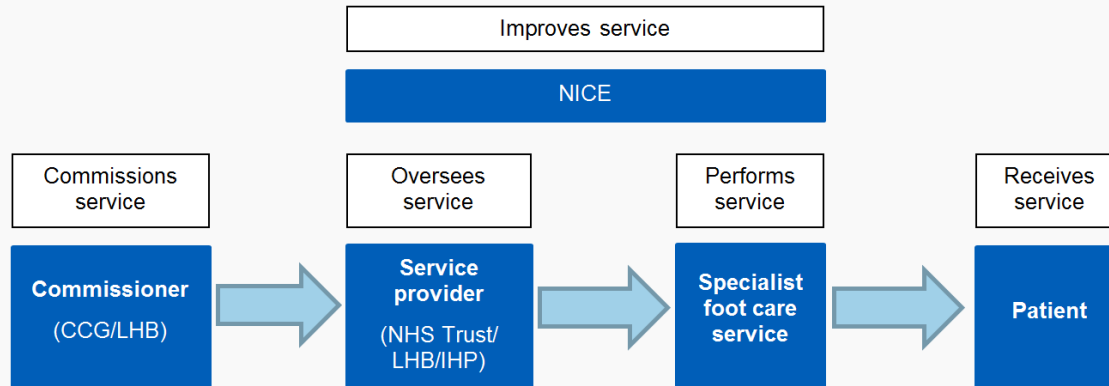 Improves service
NICE
Commissions
service
Oversees
service
Performs
service
Receives
service
Commissioner
(CCG/LHB)
Service
provider
(NHS Trust/
LHB/IHP)
Specialist
foot care
service
Patient